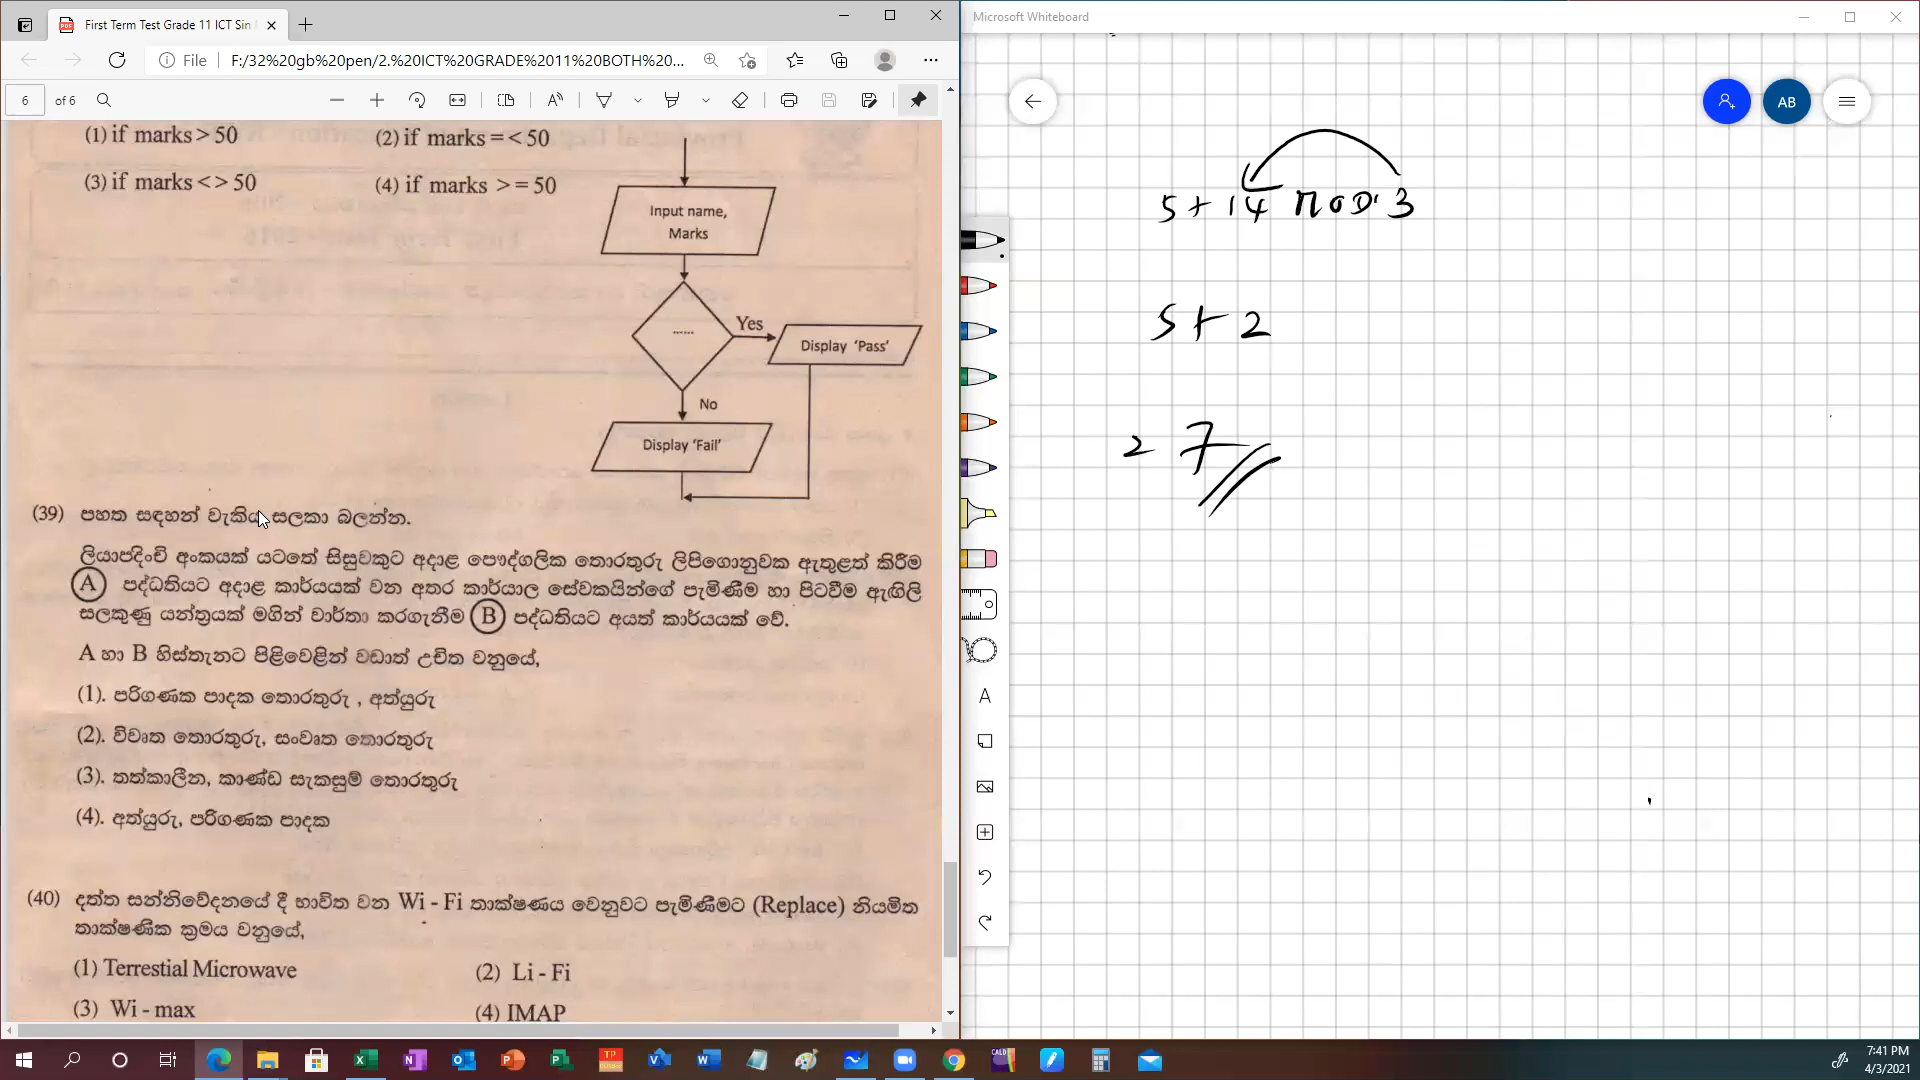 First Term Test Grade 11 ICT Sin
Microsoft Whiteboard
File
F:/32%20gb%20pen/2.%20ICT%20GRADE%2011%20BOTH%20...
6 of 6
AB
(1) if marks > 50 (2) if marks = < 50
(3) if marks < > 50 (4) if marks > = 50
Input name,
Marks
......
Yes
Display 'Pass'
No
Display 'Fail'
(39) පහත සඳහන් වැකිය සලකා බලන්න.
ලියාපදිංචි අංකයක් යටතේ සිසුවකුට අදාළ පෞද්ගලික තොරතුරු ලිපිගොනුවක ඇතුළත් කිරීම
A පද්ධතියට අදාළ කාර්යයක් වන අතර කාර්යාල සේවකයින්ගේ පැමිණීම හා පිටවීම ඇඟිලි
සලකුණු යන්ත්‍රයක් මගින් වාර්තා කරගැනීම B පද්ධතියට අයත් කාර්යයක් වේ.
A හා B හිස්තැනට පිළිවෙළින් වඩාත් උචිත වනුයේ,
(1). පරිගණක පාදක තොරතුරු , අත්යුරු
(2). විවෘත තොරතුරු, සංවෘත තොරතුරු
(3). තත්කාලීන, කාණ්ඩ සැකසුම් තොරතුරු
(4). අත්යුරු, පරිගණක පාදක
(40) දත්ත සන්නිවේදනයේ දී භාවිත වන Wi - Fi තාක්ෂණය වෙනුවට පැමිණීමට (Replace) නියමිත
තාක්ෂණික ක්‍රමය වනුයේ,
(1) Terrestial Microwave (2) Li - Fi
(3) Wi - max (4) IMAP
5 + 14 MOD 3
5 + 2
2 7
A
7:41 PM
4/3/2021